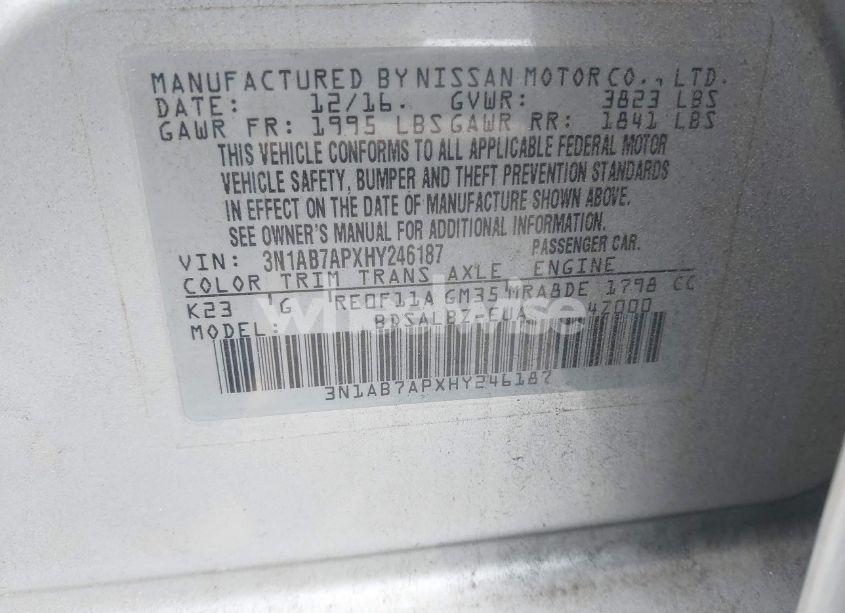 MANUFACTURED BY NISSAN MOTOR CO., LTD.
DATE: 12/16. GVWR: 3823 LBS
GAWR FR: 1995 LBS GAWR RR: 1841 LBS
THIS VEHICLE CONFORMS TO ALL APPLICABLE FEDERAL MOTOR
VEHICLE SAFETY, BUMPER AND THEFT PREVENTION STANDARDS
IN EFFECT ON THE DATE OF MANUFACTURE SHOWN ABOVE.
SEE OWNER'S MANUAL FOR ADDITIONAL INFORMATION.
VIN: 3N1AB7APXHY246187 PASSENGER CAR.
COLOR TRIM TRANS AXLE ENGINE
K23 G RE0F11A GM35 MRA8DE 1798 CC
MODEL: BDSALBZ-EUA 47000
3N1AB7APXHY246187